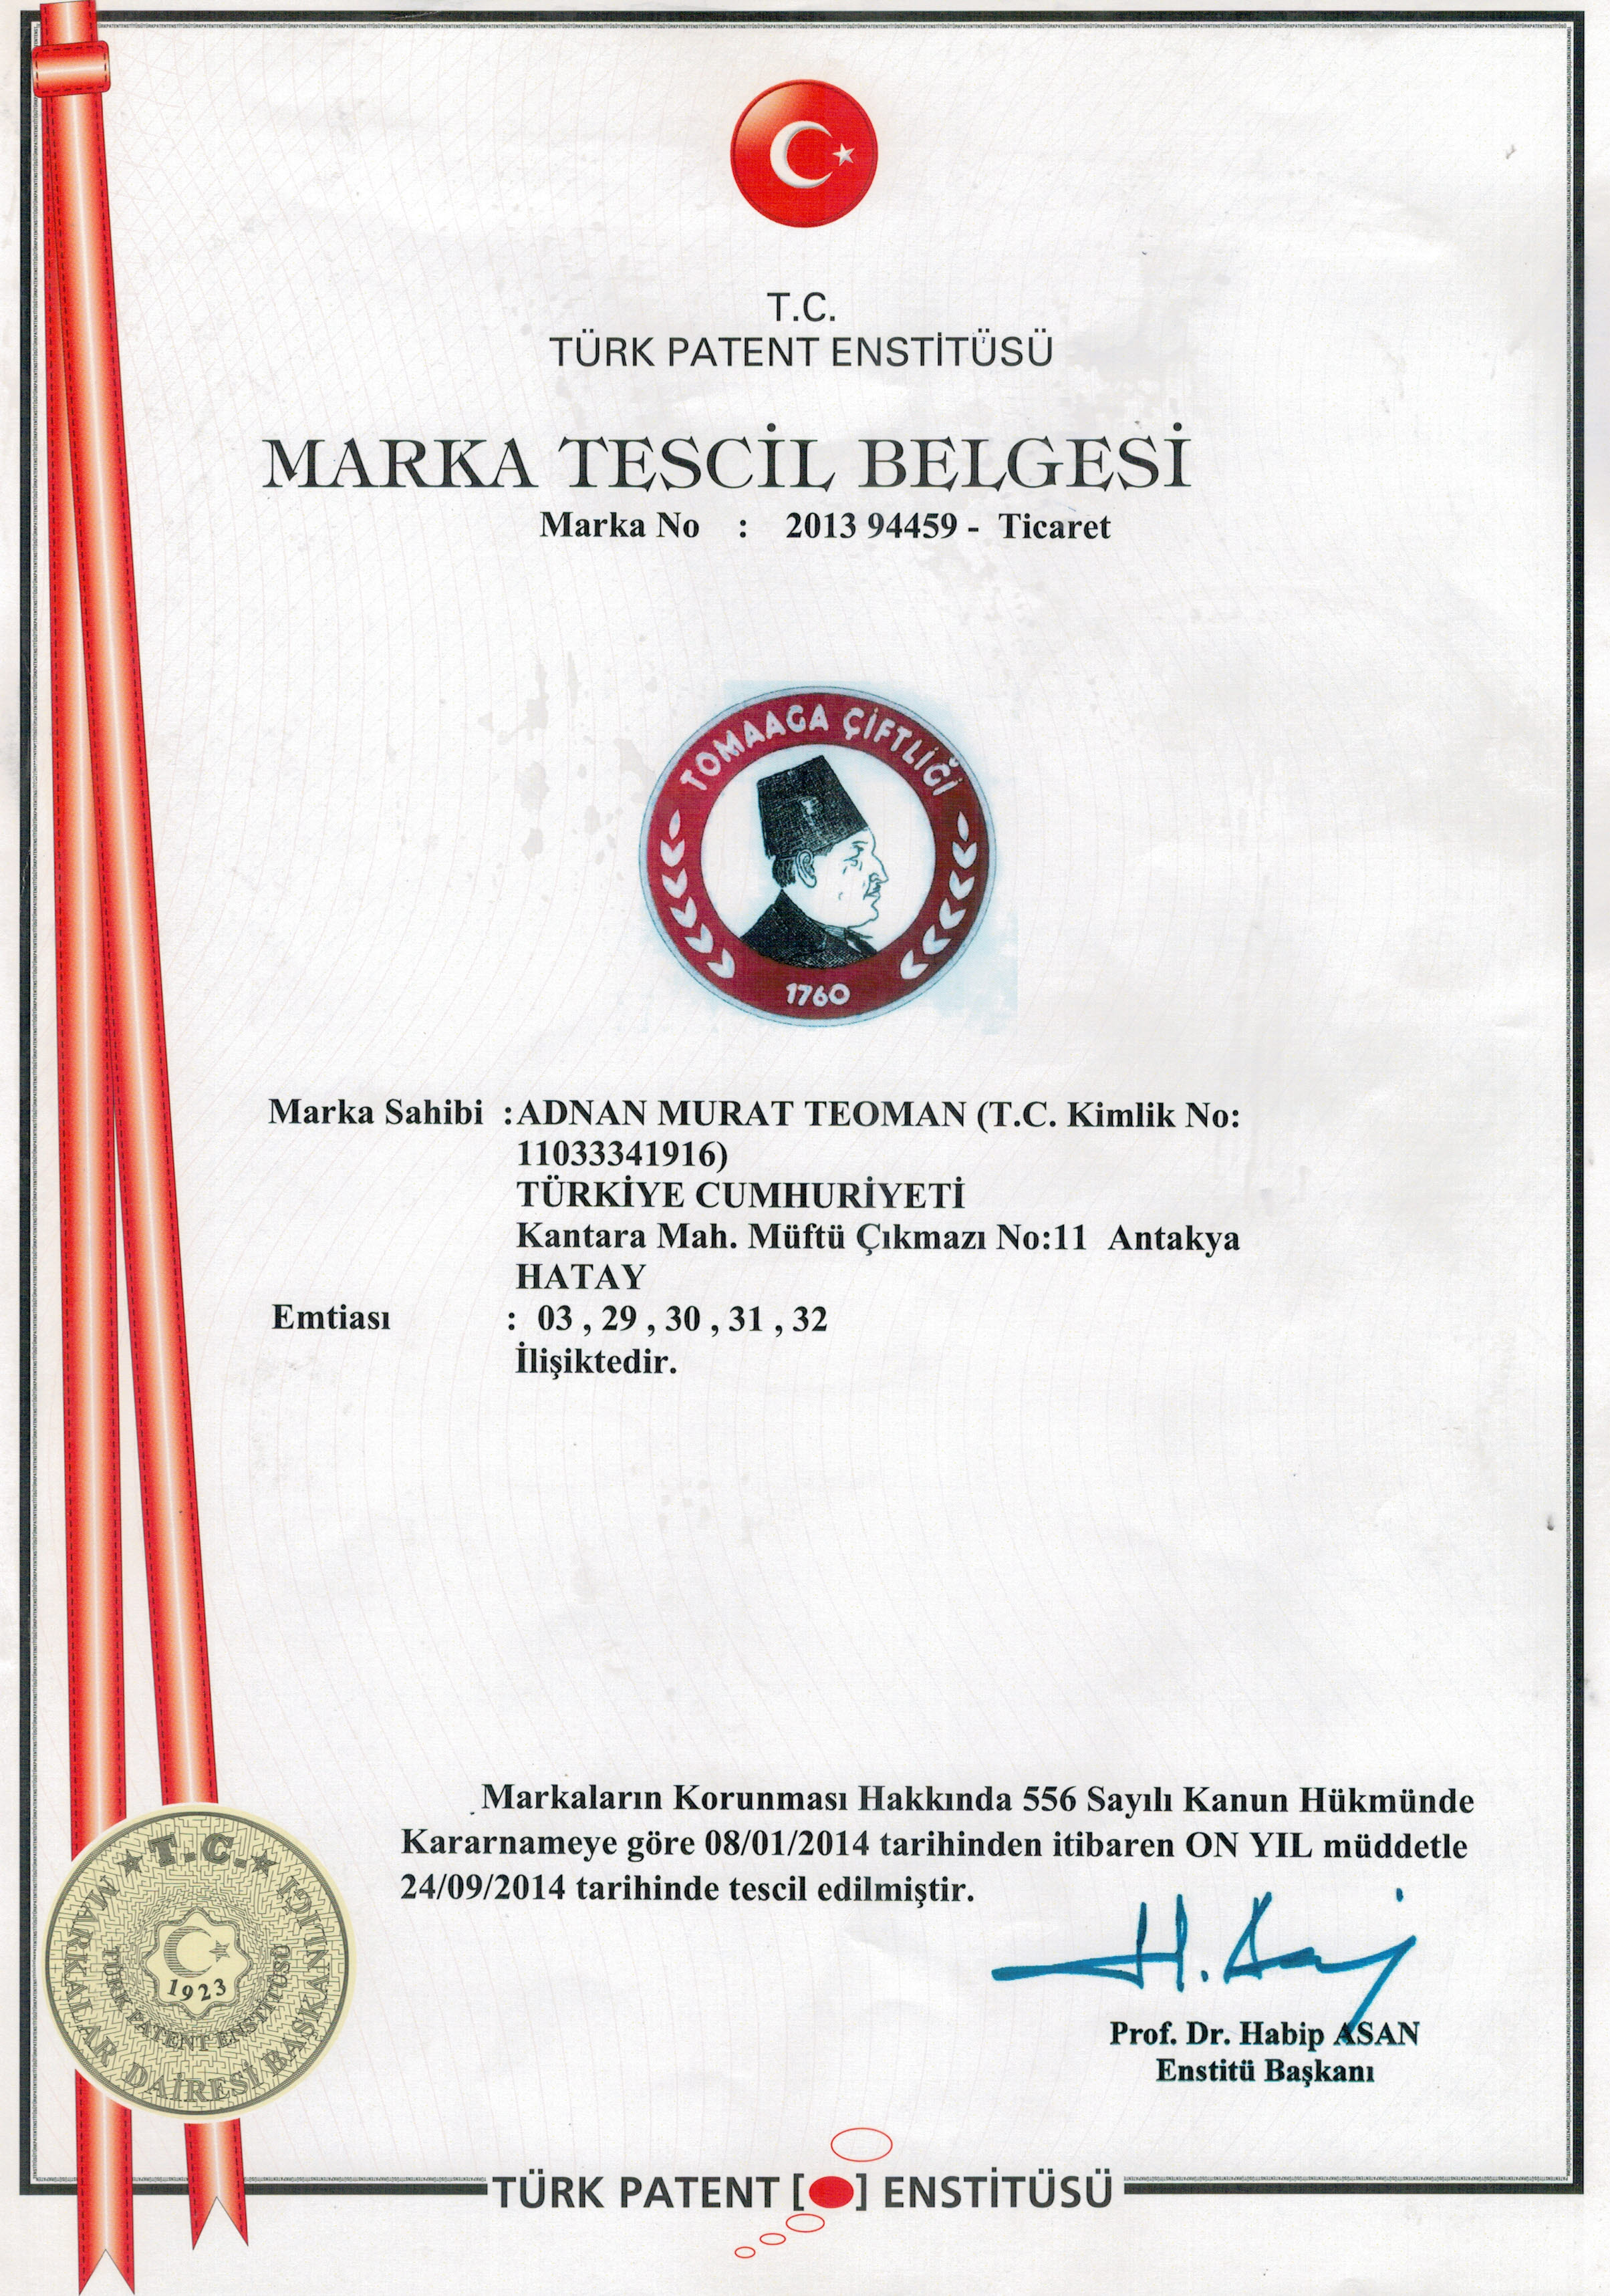 T.C.
TÜRK PATENT ENSTİTÜSÜ
MARKA TESCİL BELGESİ
Marka No : 2013 94459 - Ticaret
TOMAAGA ÇİFTLİĞİ
1760
Marka Sahibi :ADNAN MURAT TEOMAN (T.C. Kimlik No:
11033341916)
TÜRKİYE CUMHURİYETİ
Kantara Mah. Müftü Çıkmazı No:11 Antakya
HATAY
Emtiası : 03 , 29 , 30 , 31 , 32
İlişiktedir.
Markaların Korunması Hakkında 556 Sayılı Kanun Hükmünde
Kararnameye göre 08/01/2014 tarihinden itibaren ON YIL müddetle
24/09/2014 tarihinde tescil edilmiştir.
T.C.
MARKALAR DAİRESİ BAŞKANLIĞI
TÜRK PATENT ENSTİTÜSÜ
1923
Prof. Dr. Habip ASAN
Enstitü Başkanı
TÜRK PATENT [ ] ENSTİTÜSÜ